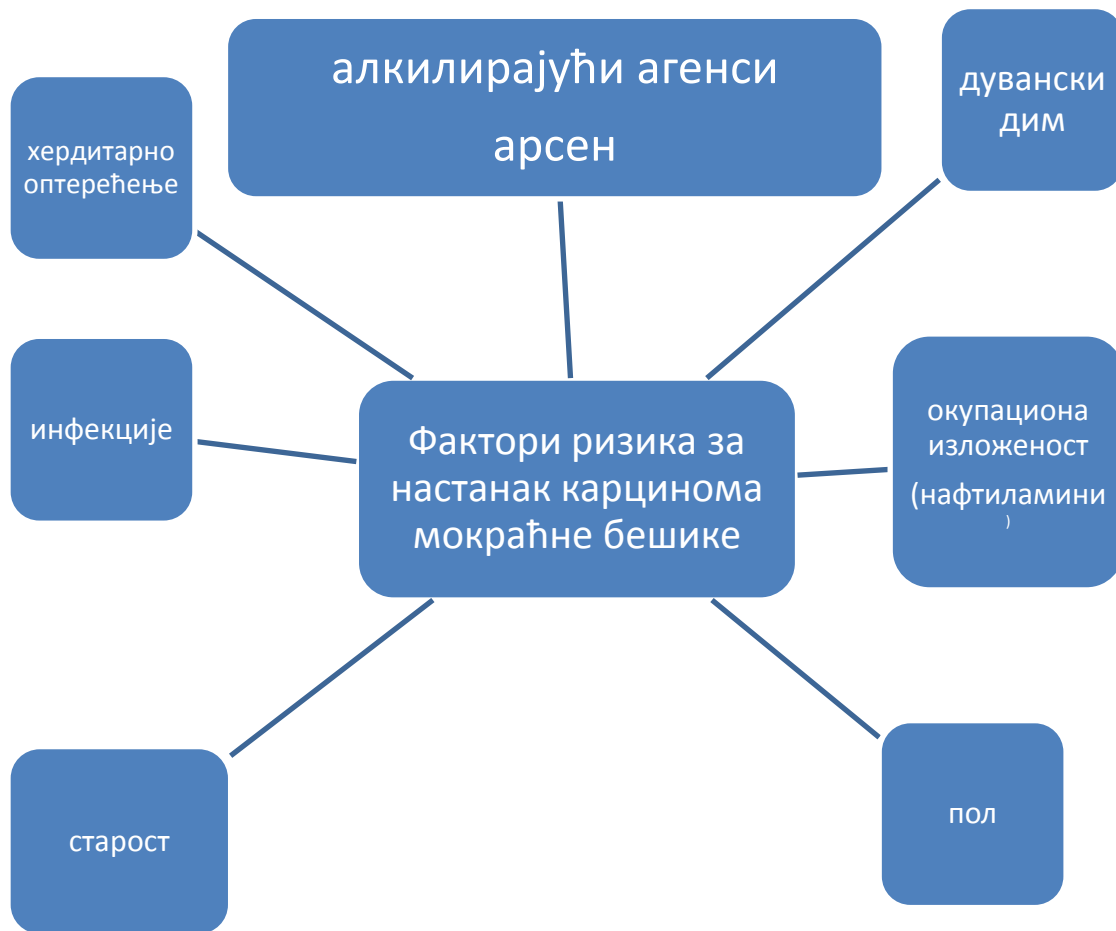 алкилирајући агенси
арсен
дувански
дим
хердитарно
оптерећење
инфекције
Фактори ризика за
настанак карцинома
мокраћне бешике
окупациона
изложеност
(нафтиламини
)
старост
пол